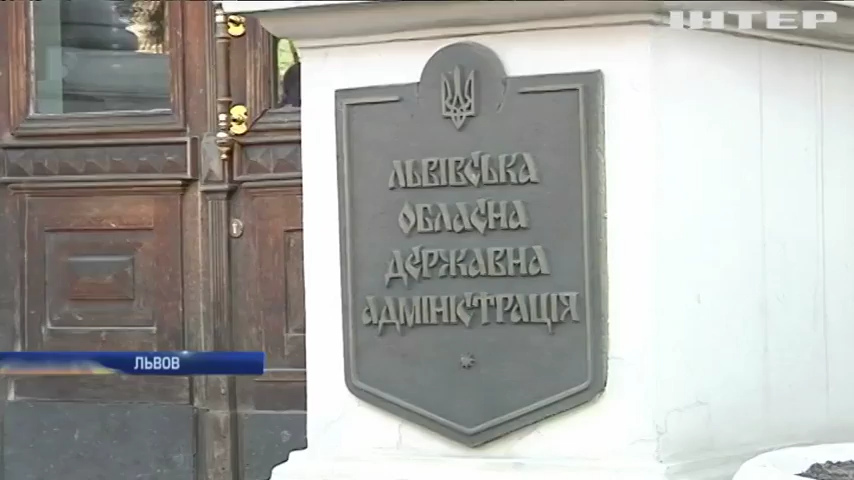 ІНТЕР
ЛЬВІВСЬКА
ОБЛАСНА
ДЕРЖАВНА
АДМІНІСТРАЦІЯ
ЛЬВОВ